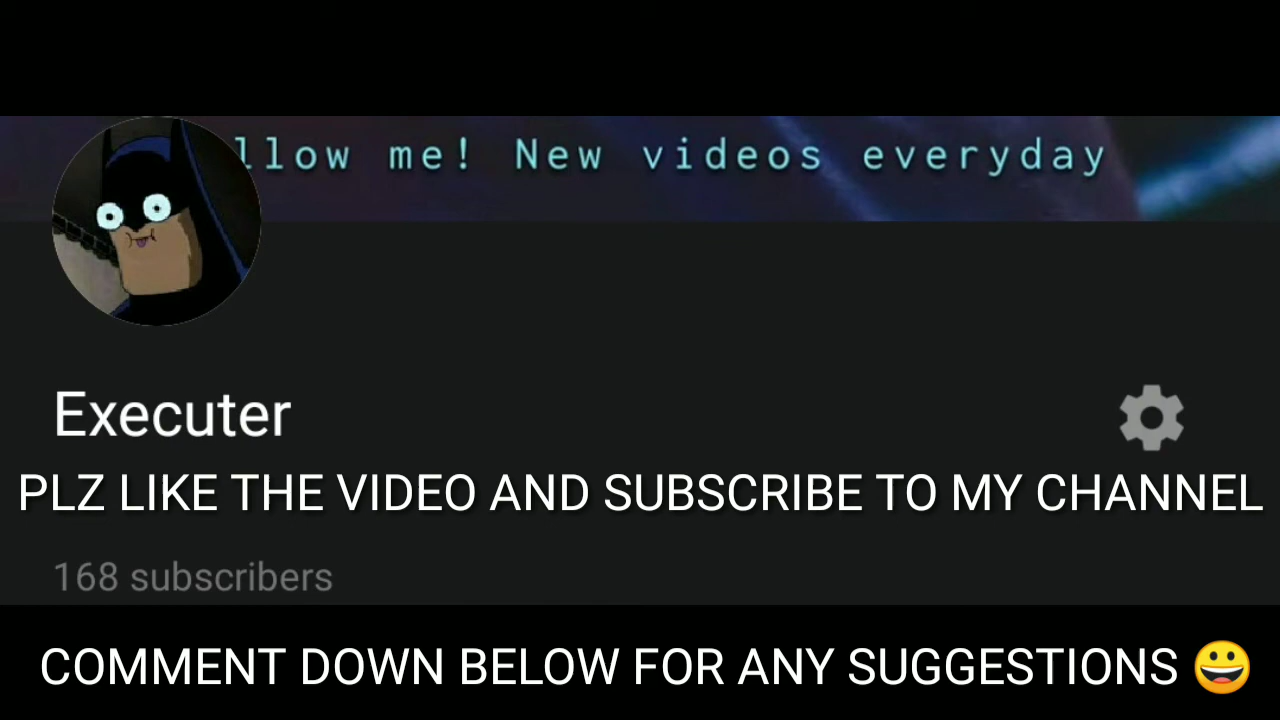 llow me! New videos everyday
Executer
PLZ LIKE THE VIDEO AND SUBSCRIBE TO MY CHANNEL
168 subscribers
COMMENT DOWN BELOW FOR ANY SUGGESTIONS 😀